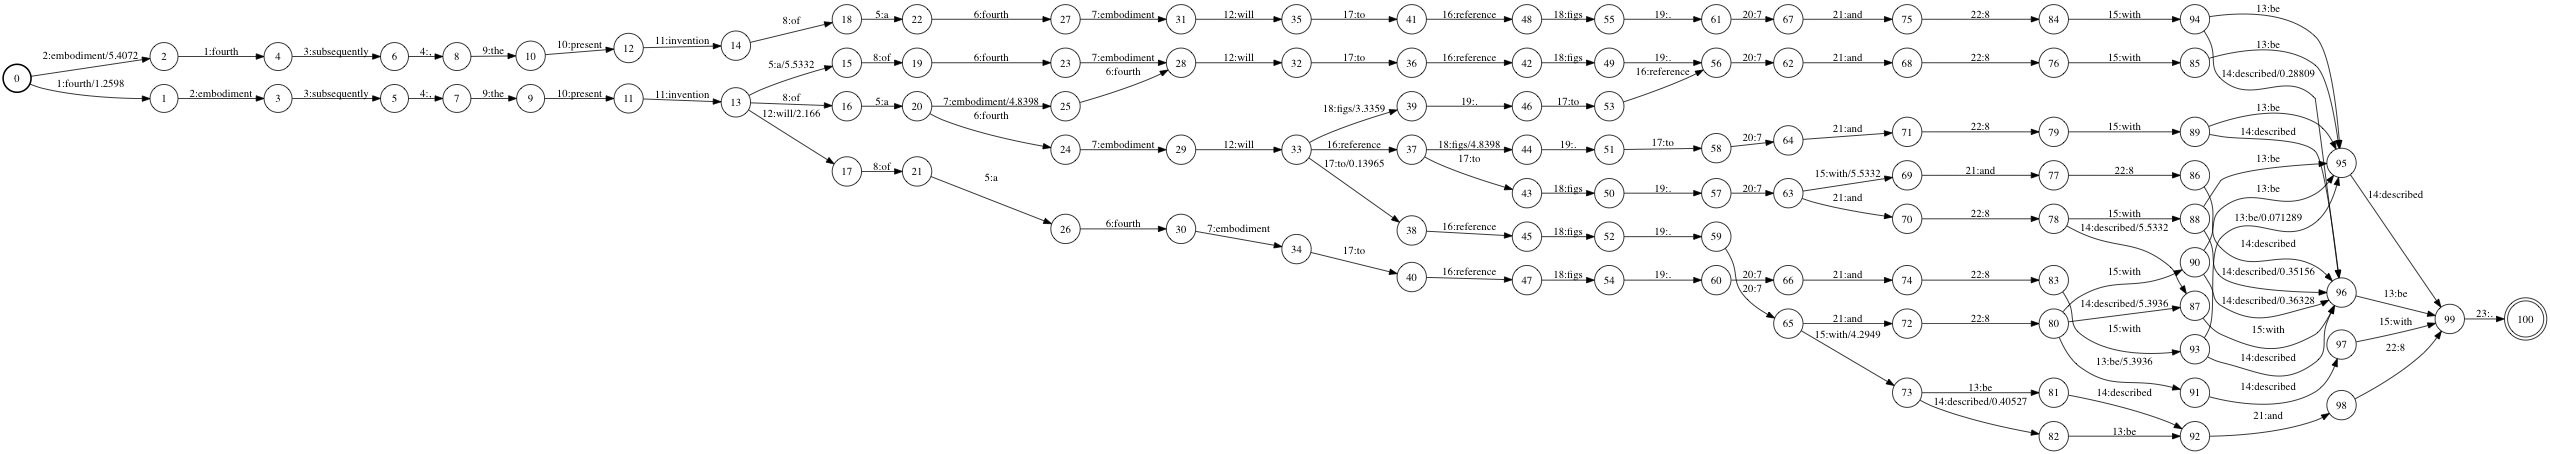 8:of 18 5:a 22 6:fourth 27 7:embodiment 31 12:will 35 17:to 41 16:reference 48 18:figs 55 19:. 61 20:7 67 21:and 75 22:8 84 15:with 94 13:be
0 2:embodiment/5.4072 2 1:fourth 4 3:subsequently 6 4:, 8 9:the 10 10:present 12 11:invention 14
5:a/5.5332 15 8:of 19 6:fourth 23 7:embodiment 28 12:will 32 17:to 36 16:reference 42 18:figs 49 19:. 56 20:7 62 21:and 68 22:8 76 15:with 85 13:be
6:fourth 16:reference 14:described/0.28809
1:fourth/1.2598 1 2:embodiment 3 3:subsequently 5 4:, 7 9:the 9 10:present 11 11:invention 13 8:of 16 5:a 20 7:embodiment/4.8398 25
18:figs/3.3359 39 19:. 46 17:to 53
12:will/2.166 6:fourth 24 7:embodiment 29 12:will 33 16:reference 37 18:figs/4.8398 44 19:. 51 17:to 58 20:7 64 21:and 71 22:8 79 15:with 89 13:be
14:described
17:to/0.13965 17:to 43 18:figs 50 19:. 57 20:7 63 15:with/5.5332 69 21:and 77 22:8 86 13:be 95
17 8:of 21 5:a 21:and 70 22:8 78 15:with 88 13:be 14:described
26 6:fourth 30 7:embodiment 34 38 16:reference 45 18:figs 52 19:. 59 14:described/5.5332 13:be/0.071289
17:to 40 16:reference 47 18:figs 54 19:. 60 20:7 66 21:and 74 22:8 83 15:with 90 14:described
20:7 14:described/0.35156 96 13:be
65 21:and 72 22:8 80 14:described/5.3936 87 14:described/0.36328 99 23:. 100
15:with/4.2949 15:with 93 15:with 97 15:with
13:be/5.3936 14:described 22:8
73 13:be 81 14:described 91 14:described
14:described/0.40527 82 13:be 92 21:and 98